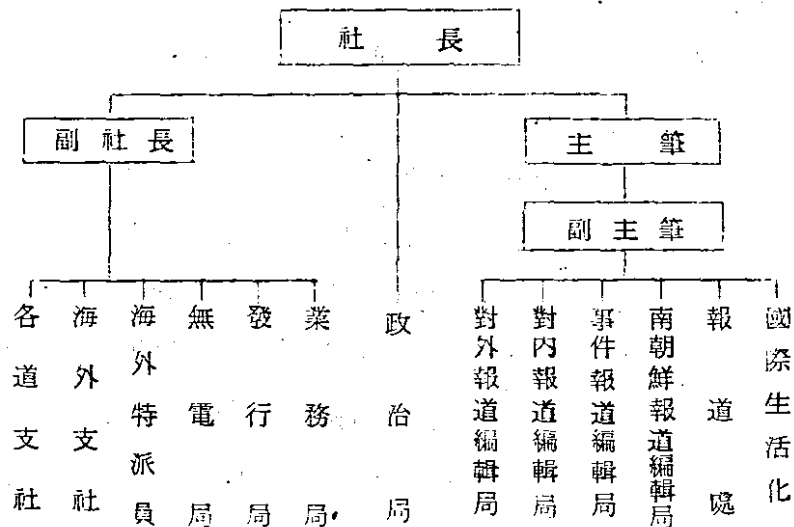 社長
副社長
主筆
副主筆
各道支社
海外支社
海外特派員
無電局
發行局
業務局
政治局
對外報道編輯局
對内報道編輯局
事件報道編輯局
南朝鮮報道編輯局
報道處
國際生活化